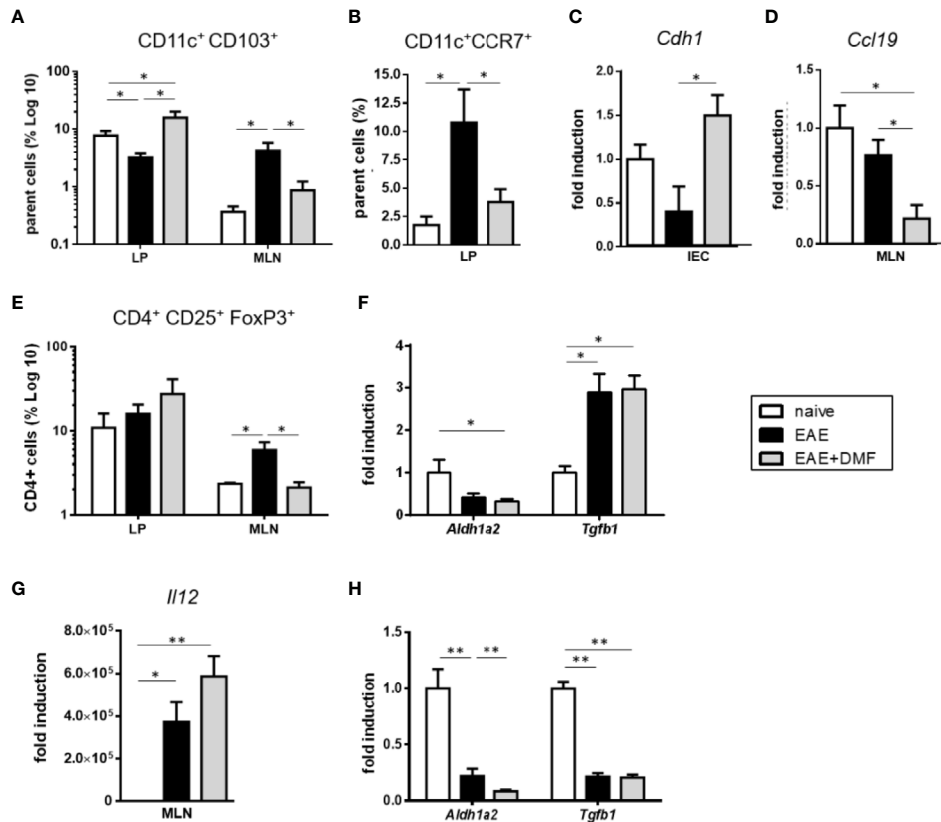 A
CD11c⁺ CD103⁺
parent cells (% Log 10)
100
10
1
0.1
*
*
*
*
*
LP
MLN
B
CD11c⁺CCR7⁺
parent cells (%)
15.0
12.5
10.0
7.5
5.0
2.5
0.0
*
*
LP
C
Cdh1
fold induction
2.0
1.5
1.0
0.5
0.0
*
IEC
D
Ccl19
fold induction
1.5
1.0
0.5
0.0
*
*
MLN
E
CD4⁺ CD25⁺ FoxP3⁺
CD4+ cells (% Log 10)
100
10
1
*
*
LP
MLN
F
fold induction
4
3
2
1
0
*
*
*
Aldh1a2
Tgfb1
naive
EAE
EAE+DMF
G
Il12
fold induction
8.0×10⁵
6.0×10⁵
4.0×10⁵
2.0×10⁵
0.0
**
*
MLN
H
fold induction
1.5
1.0
0.5
0.0
**
**
**
**
Aldh1a2
Tgfb1